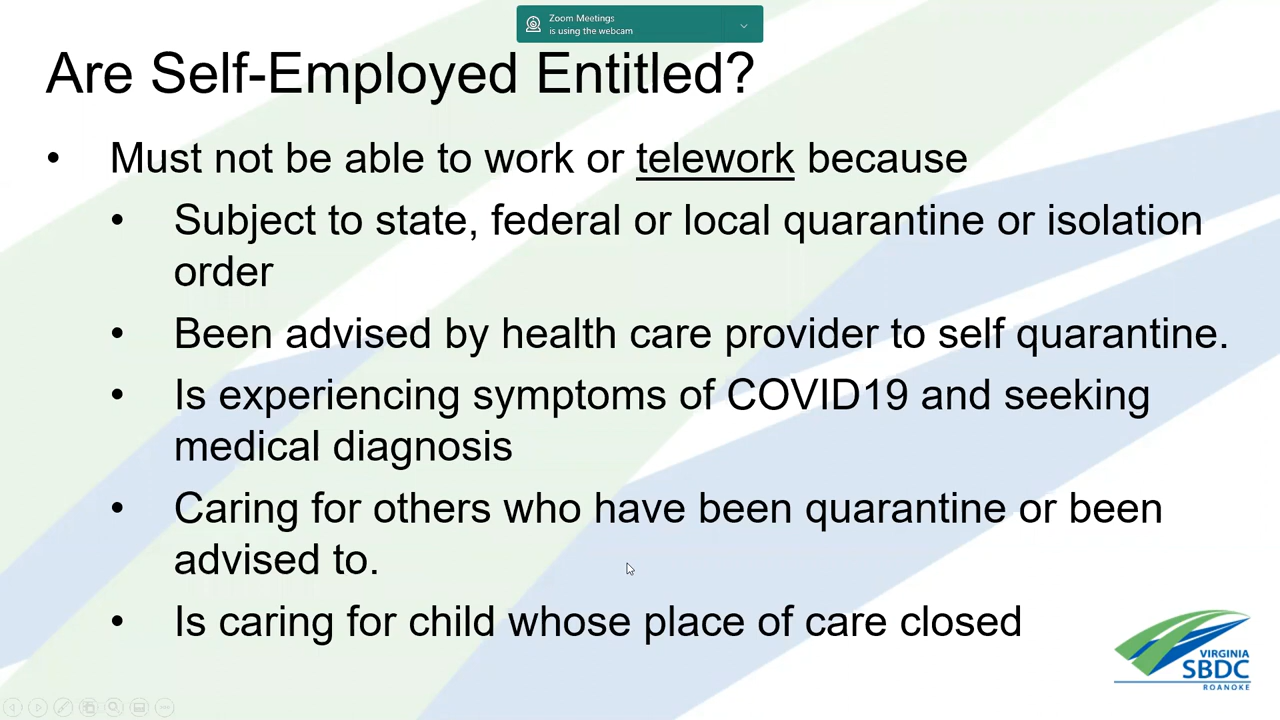 Zoom Meetings
is using the webcam
Are Self-Employed Entitled?
• Must not be able to work or telework because
• Subject to state, federal or local quarantine or isolation
order
• Been advised by health care provider to self quarantine.
• Is experiencing symptoms of COVID19 and seeking
medical diagnosis
• Caring for others who have been quarantine or been
advised to.
• Is caring for child whose place of care closed
VIRGINIA
SBDC
ROANOKE